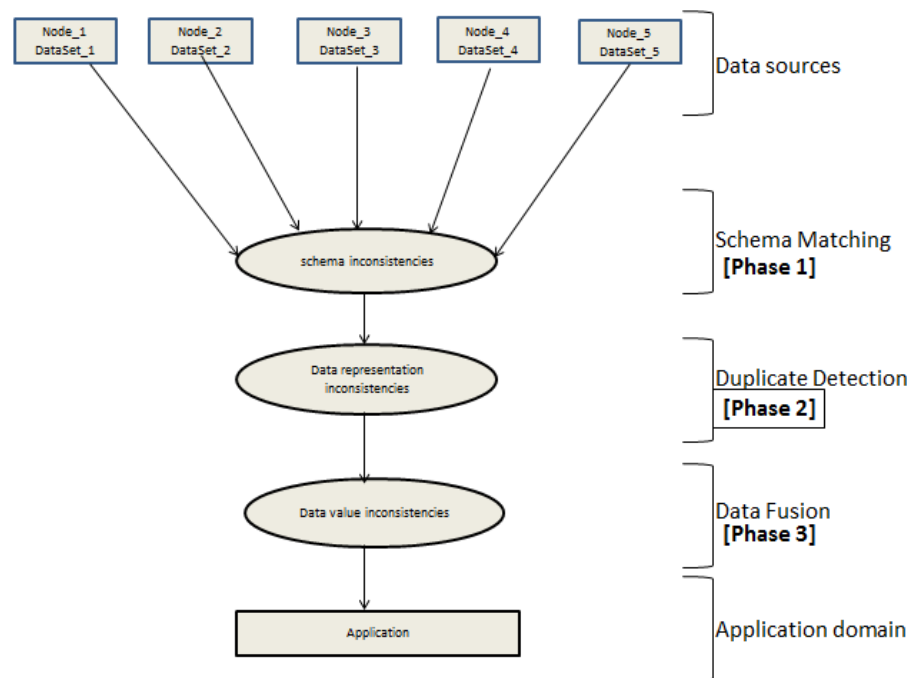 Node_1
DataSet_1
Node_2
DataSet_2
Node_3
DataSet_3
Node_4
DataSet_4
Node_5
DataSet_5
Data sources
schema inconsistencies
Schema Matching
[Phase 1]
Data representation
inconsistencies
Duplicate Detection
[Phase 2]
Data value inconsistencies
Data Fusion
[Phase 3]
Application
Application domain